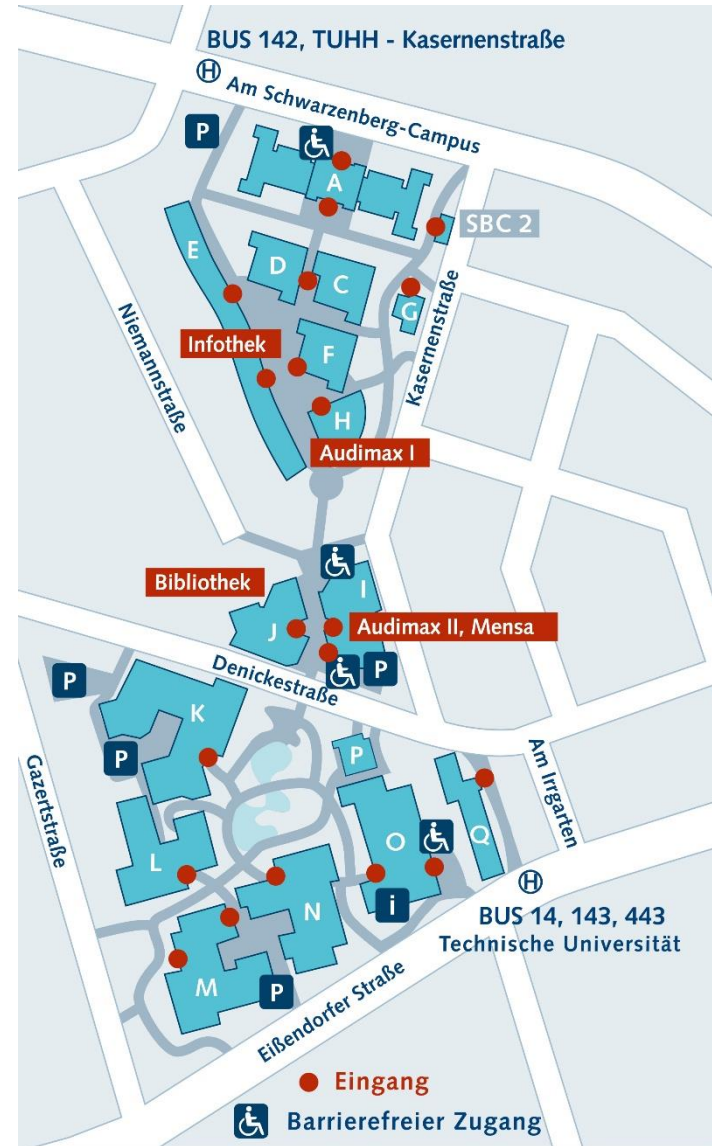 BUS 142, TUHH - Kasernenstraße
H
Am Schwarzenberg-Campus
P
A
SBC 2
E
D
C
G
Niemannstraße
Infothek
F
Kasernenstraße
H
Audimax I
Bibliothek
I
J
Audimax II, Mensa
Denickestraße
P
P
K
P
P
Am Irrgarten
Gazertstraße
L
O
Q
N
i
H
BUS 14, 143, 443
Technische Universität
M
P
Eißendorfer Straße
Eingang
Barrierefreier Zugang